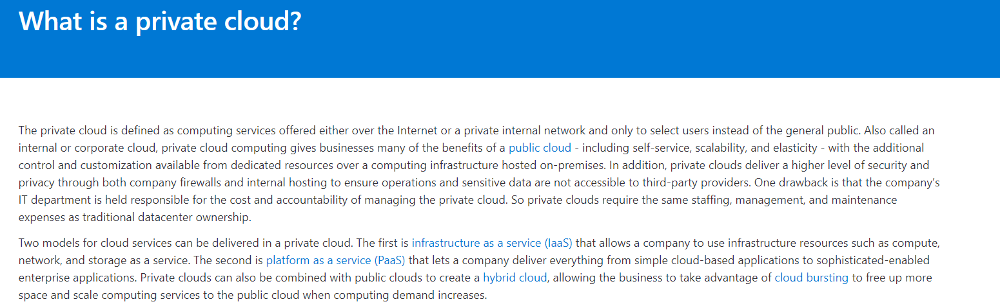 What is a private cloud?
The private cloud is defined as computing services offered either over the Internet or a private internal network and only to select users instead of the general public. Also called an
internal or corporate cloud, private cloud computing gives businesses many of the benefits of a public cloud - including self-service, scalability, and elasticity - with the additional
control and customization available from dedicated resources over a computing infrastructure hosted on-premises. In addition, private clouds deliver a higher level of security and
privacy through both company firewalls and internal hosting to ensure operations and sensitive data are not accessible to third-party providers. One drawback is that the company’s
IT department is held responsible for the cost and accountability of managing the private cloud. So private clouds require the same staffing, management, and maintenance
expenses as traditional datacenter ownership.
Two models for cloud services can be delivered in a private cloud. The first is infrastructure as a service (IaaS) that allows a company to use infrastructure resources such as compute,
network, and storage as a service. The second is platform as a service (PaaS) that lets a company deliver everything from simple cloud-based applications to sophisticated-enabled
enterprise applications. Private clouds can also be combined with public clouds to create a hybrid cloud, allowing the business to take advantage of cloud bursting to free up more
space and scale computing services to the public cloud when computing demand increases.